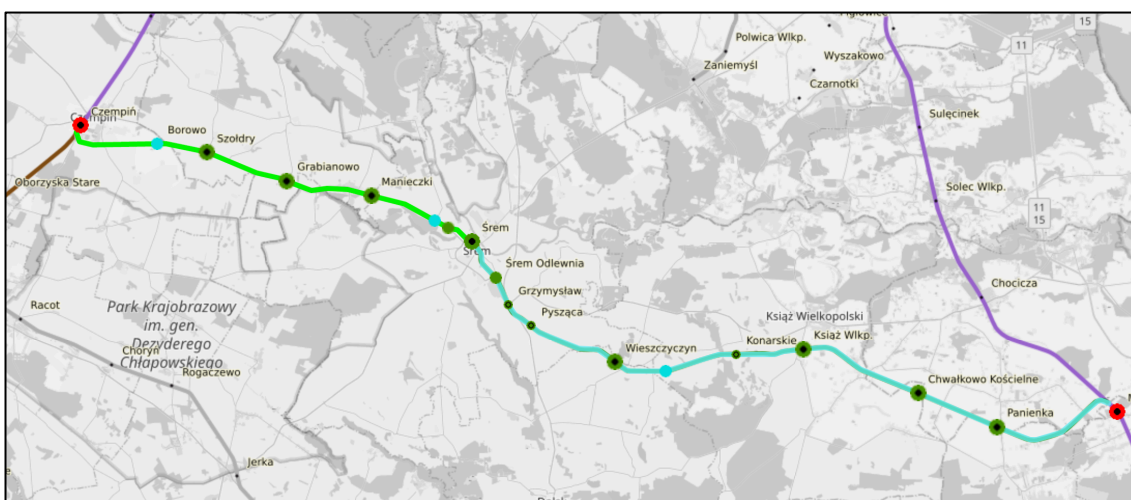 15
11
Polwica Wlkp.
Wyszakowo
Zaniemyśl
Czarnotki
Czempiń
Czempiń
Sulęcinek
Borowo
Szołdry
Grabianowo
Manieczki
Oborzyska Stare
Solec Wlkp.
11
15
Śrem
Śrem
Śrem Odlewnia
Chocicza
Grzymysław
Racot
Park Krajobrazowy
im. gen.
Dezyderego
Chłapowskiego
Pysząca
Książ Wielkopolski
Książ Wlkp.
Konarskie
Wieszczyczyn
Choryń
Rogaczewo
Chwałkowo Kościelne
Panienka
Jerka